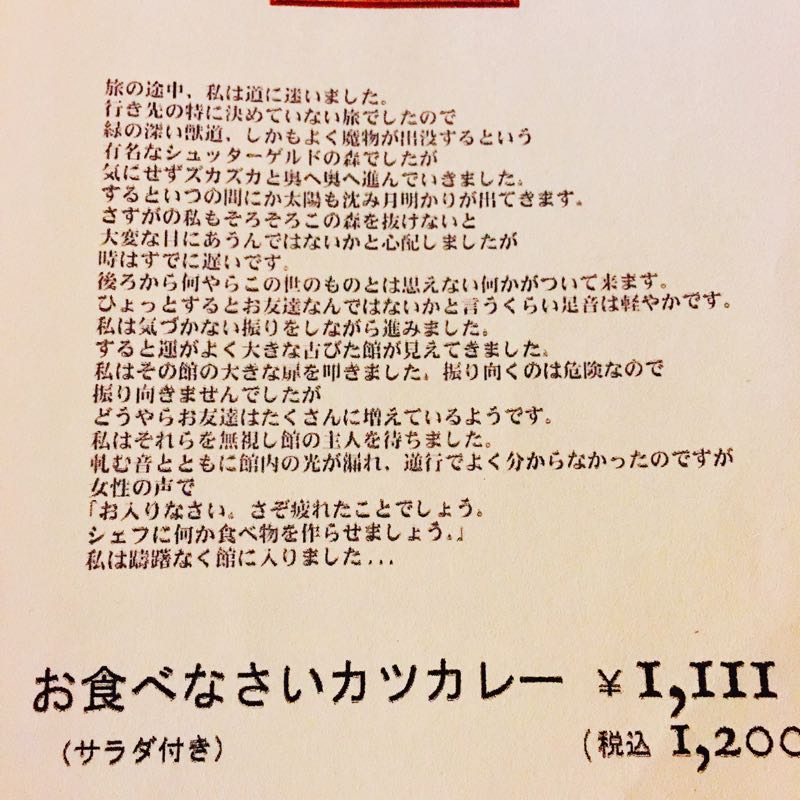 旅の途中、私は道に迷いました。
行き先の特に決めていない旅でしたので
緑の深い獣道、しかもよく魔物が出没するという
有名なシュッターゲルドの森でしたが
気にせずズカズカと奥へ奥へ進んでいきました。
するといつの間にか太陽も沈み月明かりが出てきます。
さすがの私もそろそろこの森を抜けないと
大変な目にあうんではないかと心配しましたが
時はすでに遅いです。
後ろから何やらこの世のものとは思えない何かがついて来ます。
ひょっとするとお友達なんではないかと言うくらい足音は軽やかです。
私は気づかない振りをしながら進みました。
すると運がよく大きな古びた館が見えてきました。
私はその館の大きな扉を叩きました。振り向くのは危険なので
振り向きませんでしたが
どうやらお友達はたくさんに増えているようです。
私はそれらを無視し館の主人を待ちました。
軋む音とともに館内の光が漏れ、逆行でよく分からなかったのですが
女性の声で
「お入りなさい。さぞ疲れたことでしょう。
シェフに何か食べ物を作らせましょう。」
私は躊躇なく館に入りました...
お食べなさいカツカレー ¥1,111
(サラダ付き) (税込 1,200